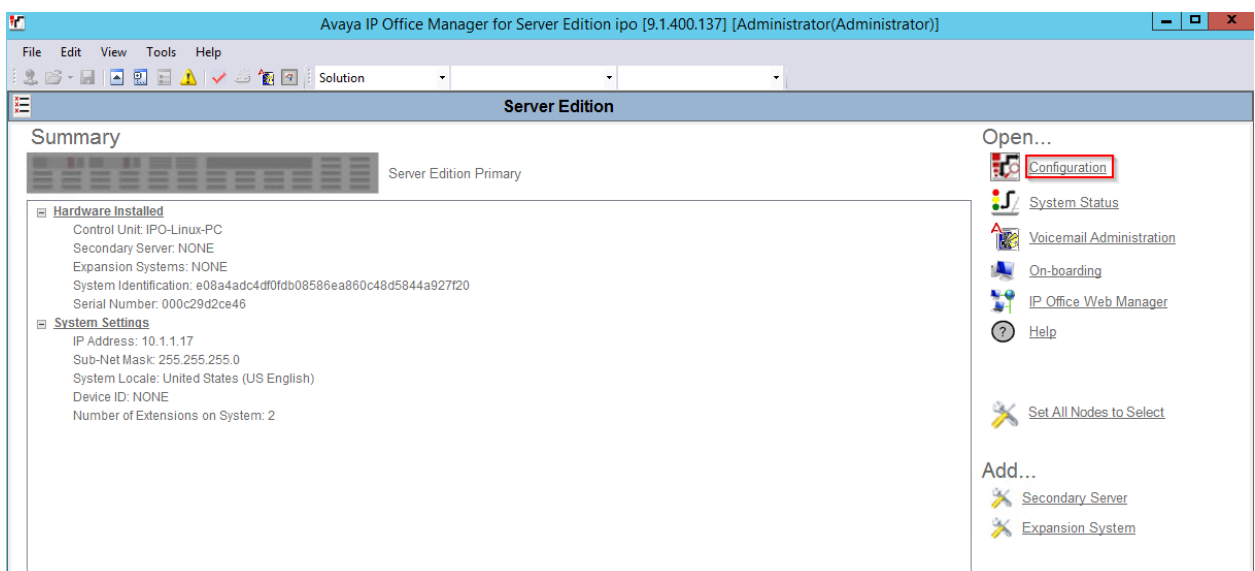 Avaya IP Office Manager for Server Edition ipo [9.1.400.137] [Administrator(Administrator)]
File Edit View Tools Help
Solution
Server Edition
Summary
Server Edition Primary
Hardware Installed
Control Unit: IPO-Linux-PC
Secondary Server: NONE
Expansion Systems: NONE
System Identification: e08a4adc4df0fdb08586ea860c48d5844a927f20
Serial Number: 000c29d2ce46
System Settings
IP Address: 10.1.1.17
Sub-Net Mask: 255.255.255.0
System Locale: United States (US English)
Device ID: NONE
Number of Extensions on System: 2
Open...
Configuration
System Status
Voicemail Administration
On-boarding
IP Office Web Manager
Help
Set All Nodes to Select
Add...
Secondary Server
Expansion System